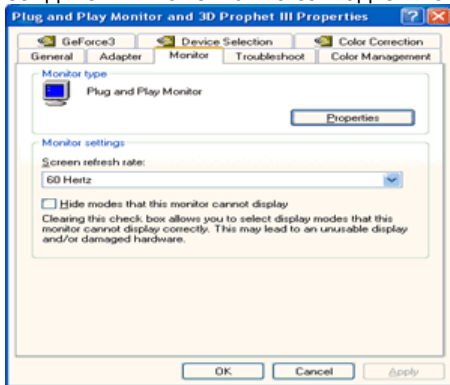 Plug and Play Monitor and 3D Prophet III Properties
GeForce3 Device Selection Color Correction
General Adapter Monitor Troubleshoot Color Management
Monitor type
Plug and Play Monitor
Properties
Monitor settings
Screen refresh rate:
60 Hertz
Hide modes that this monitor cannot display
Clearing this check box allows you to select display modes that this
monitor cannot display correctly. This may lead to an unusable display
and/or damaged hardware.
OK Cancel Apply